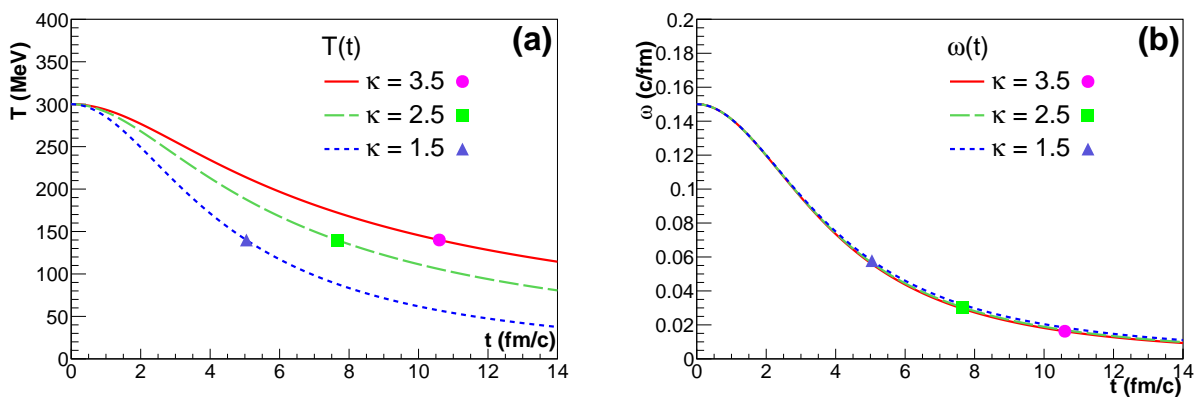 (a)
T(t)
κ = 3.5
κ = 2.5
κ = 1.5
T (MeV)
400
350
300
250
200
150
100
50
0
t (fm/c)
0 2 4 6 8 10 12 14
(b)
ω(t)
κ = 3.5
κ = 2.5
κ = 1.5
ω (c/fm)
0.2
0.18
0.16
0.14
0.12
0.1
0.08
0.06
0.04
0.02
0
0 2 4 6 8 10 12 14
t (fm/c)